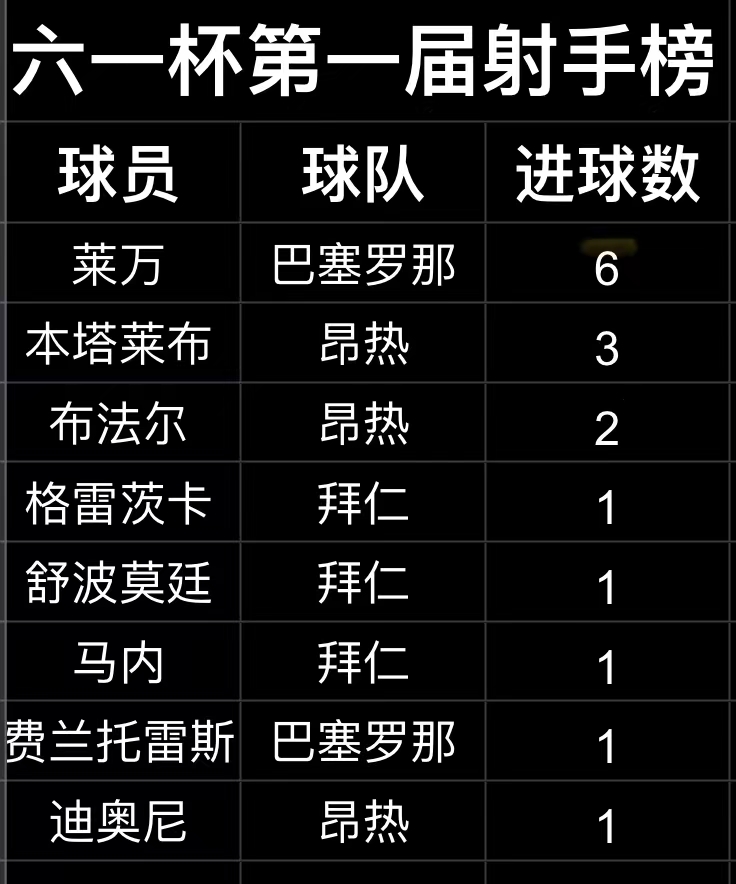 六一杯第一届射手榜
球员 球队 进球数
莱万 巴塞罗那 6
本塔莱布 昂热 3
布法尔 昂热 2
格雷茨卡 拜仁 1
舒波莫廷 拜仁 1
马内 拜仁 1
费兰托雷斯 巴塞罗那 1
迪奥尼 昂热 1